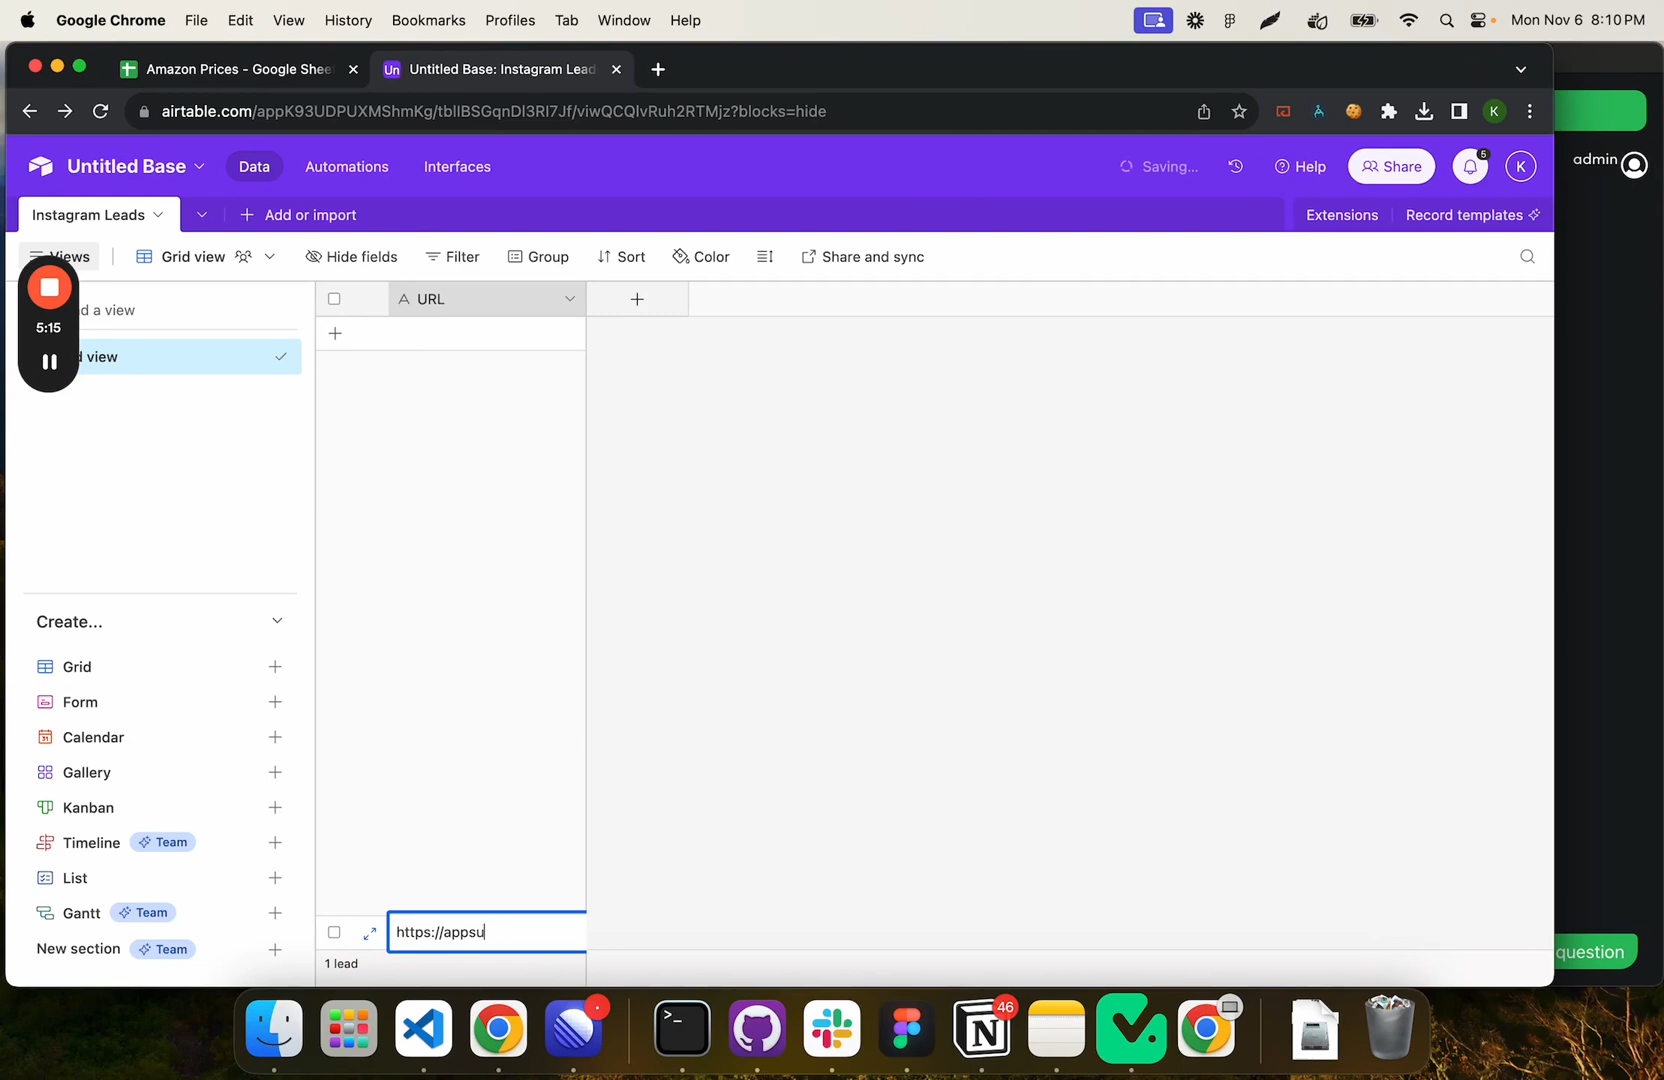 Google Chrome File Edit View History Bookmarks Profiles Tab Window Help Mon Nov 6 8:10 PM
Amazon Prices - Google Shee
Un Untitled Base: Instagram Lead
airtable.com/appK93UDPUXMShmKg/tblIBSGqnDl3RI7Jf/viwQCQlvRuh2RTMjz?blocks=hide K
Untitled Base Data Automations Interfaces Saving... Help Share 5 K
admin
Instagram Leads Add or import Extensions Record templates
Views Grid view Hide fields Filter Group Sort Color Share and sync
d a view
URL
5:15
d view
Create...
Grid
Form
Calendar
Gallery
Kanban
Timeline Team
List
Gantt Team
New section Team
https://appsu
1 lead
question
46